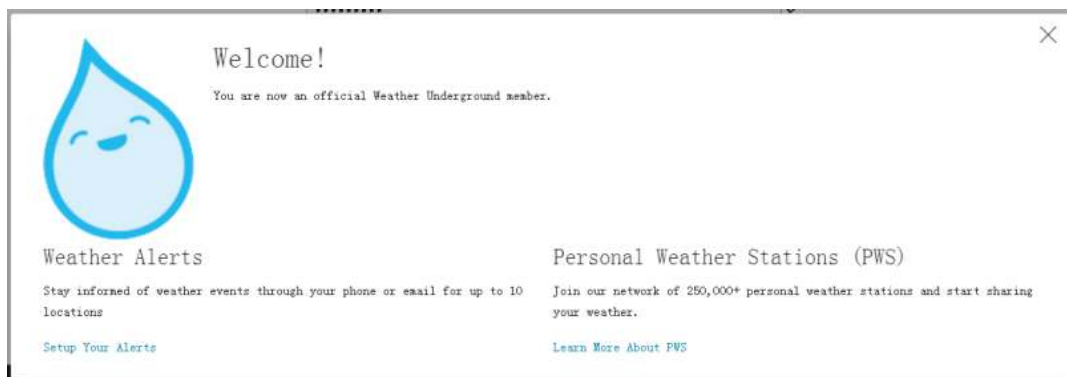 Welcome!
You are now an official Weather Underground member.
Weather Alerts
Stay informed of weather events through your phone or email for up to 10
locations
Setup Your Alerts
Personal Weather Stations (PWS)
Join our network of 250,000+ personal weather stations and start sharing
your weather.
Learn More About PWS